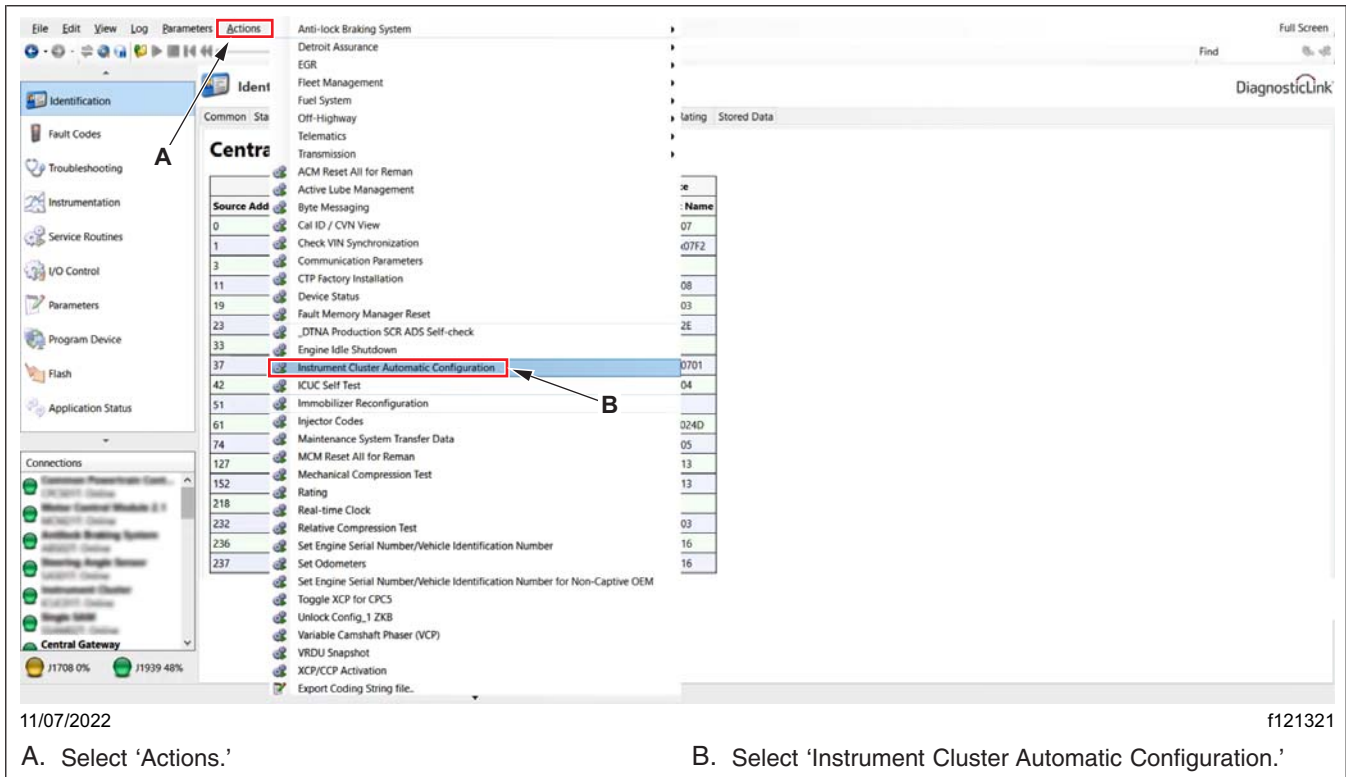 File Edit View Log Parameters Actions
Full Screen
Find
DiagnosticLink
Identification
Fault Codes
Troubleshooting
Instrumentation
Service Routines
I/O Control
Parameters
Program Device
Flash
Application Status
Connections
Central Gateway
J1708 0% J1939 48%
A
Common
Rating Stored Data
Source
Name
0 07
1 07F2
3
11 08
19 03
23 2E
33
37 0701
42 04
51
61 024D
74 05
127 13
152 13
218
232 03
236 16
237 16
Anti-lock Braking System
Detroit Assurance
EGR
Fleet Management
Fuel System
Off-Highway
Telematics
Transmission
ACM Reset All for Reman
Active Lube Management
Byte Messaging
Cal ID / CVN View
Check VIN Synchronization
Communication Parameters
CTP Factory Installation
Device Status
Fault Memory Manager Reset
_DTNA Production SCR ADS Self-check
Engine Idle Shutdown
Instrument Cluster Automatic Configuration
ICUC Self Test
Immobilizer Reconfiguration
Injector Codes
Maintenance System Transfer Data
MCM Reset All for Reman
Mechanical Compression Test
Rating
Real-time Clock
Relative Compression Test
Set Engine Serial Number/Vehicle Identification Number
Set Odometers
Set Engine Serial Number/Vehicle Identification Number for Non-Captive OEM
Toggle XCP for CPC5
Unlock Config_1 ZKB
Variable Camshaft Phaser (VCP)
VRDU Snapshot
XCP/CCP Activation
Export Coding String file..
B
11/07/2022 f121321
A. Select 'Actions.'
B. Select 'Instrument Cluster Automatic Configuration.'